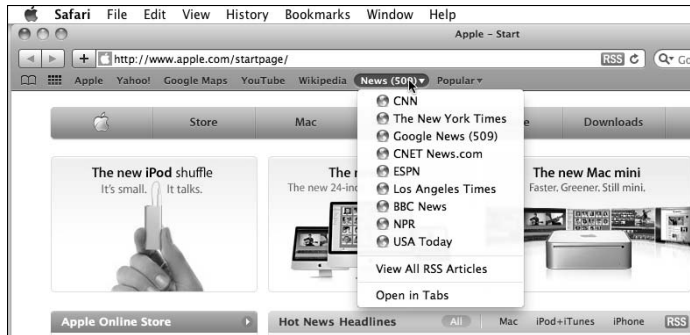 Safari File Edit View History Bookmarks Window Help
Apple – Start
http://www.apple.com/startpage/ RSS
Apple Yahoo! Google Maps YouTube Wikipedia News (509) Popular
CNN
The New York Times
Google News (509)
CNET News.com
ESPN
Los Angeles Times
BBC News
NPR
USA Today
View All RSS Articles
Open in Tabs
Store Mac Downloads
The new iPod shuffle
It's small. It talks.
The new 24-inc
The new Mac mini
Faster. Greener. Still mini.
Apple Online Store
Hot News Headlines All Mac iPod+iTunes iPhone RSS